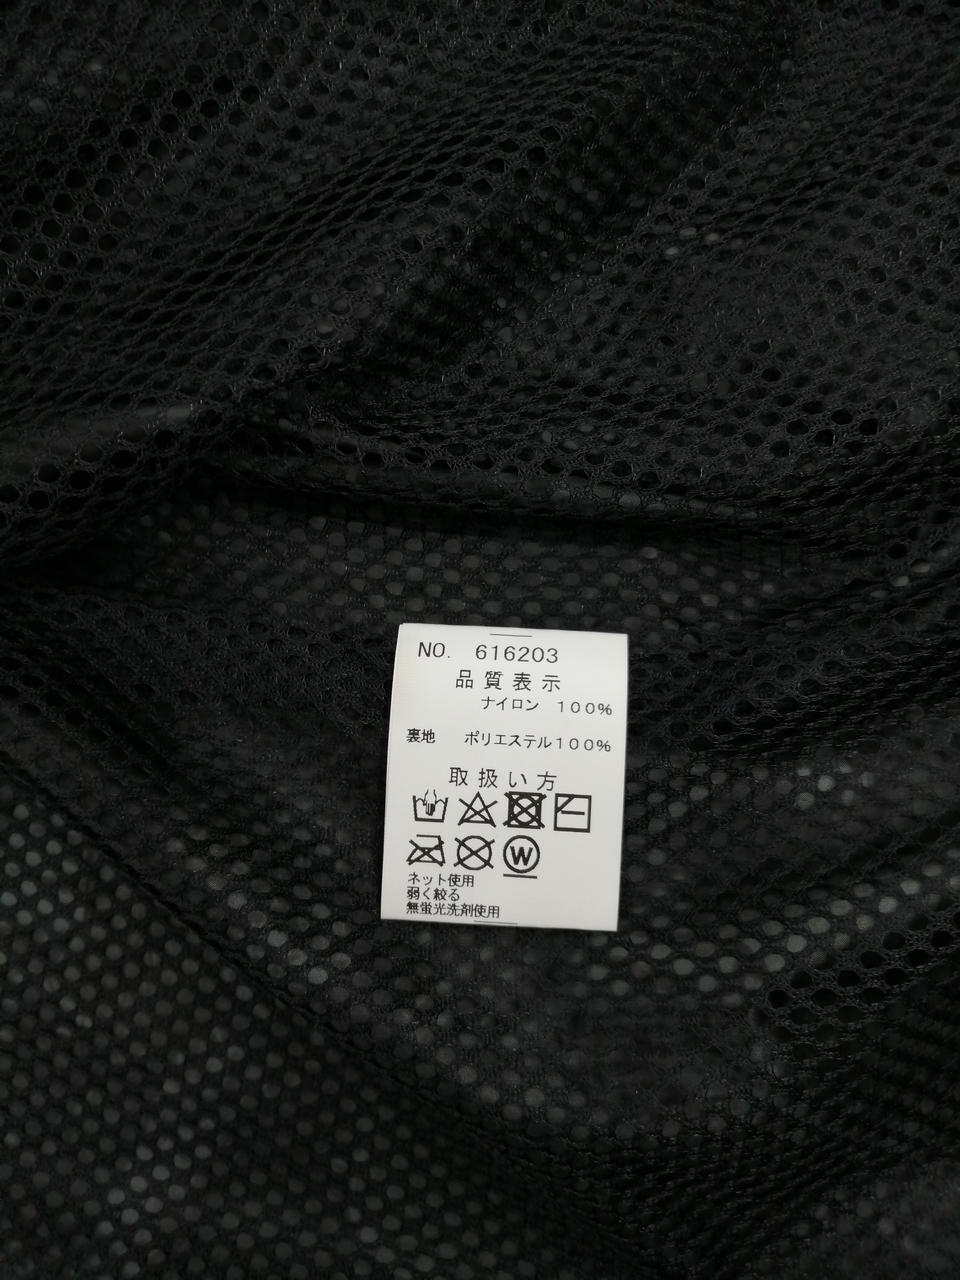 NO. 616203
品質表示
ナイロン 100%
裏地 ポリエステル100%
取扱い方
W
ネット使用
弱く絞る
無蛍光洗剤使用